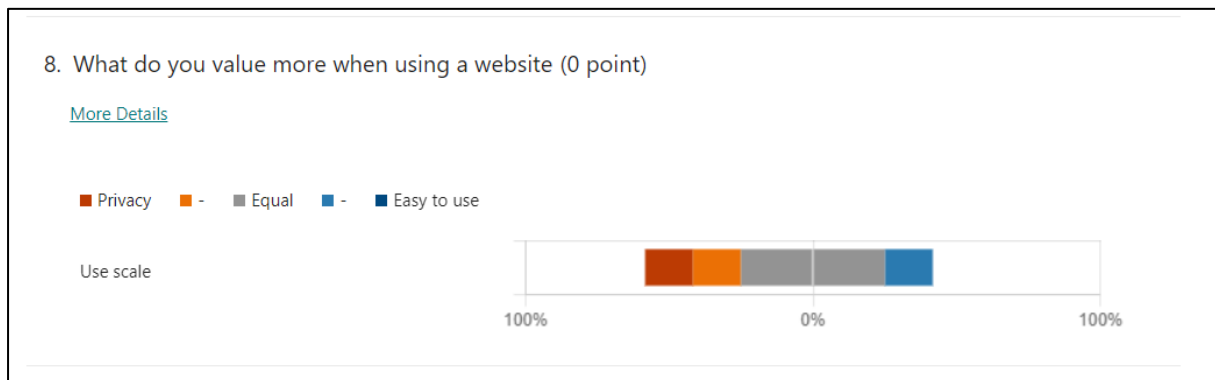 8. What do you value more when using a website (0 point)
More Details
Privacy - Equal - Easy to use
Use scale
100% 0% 100%